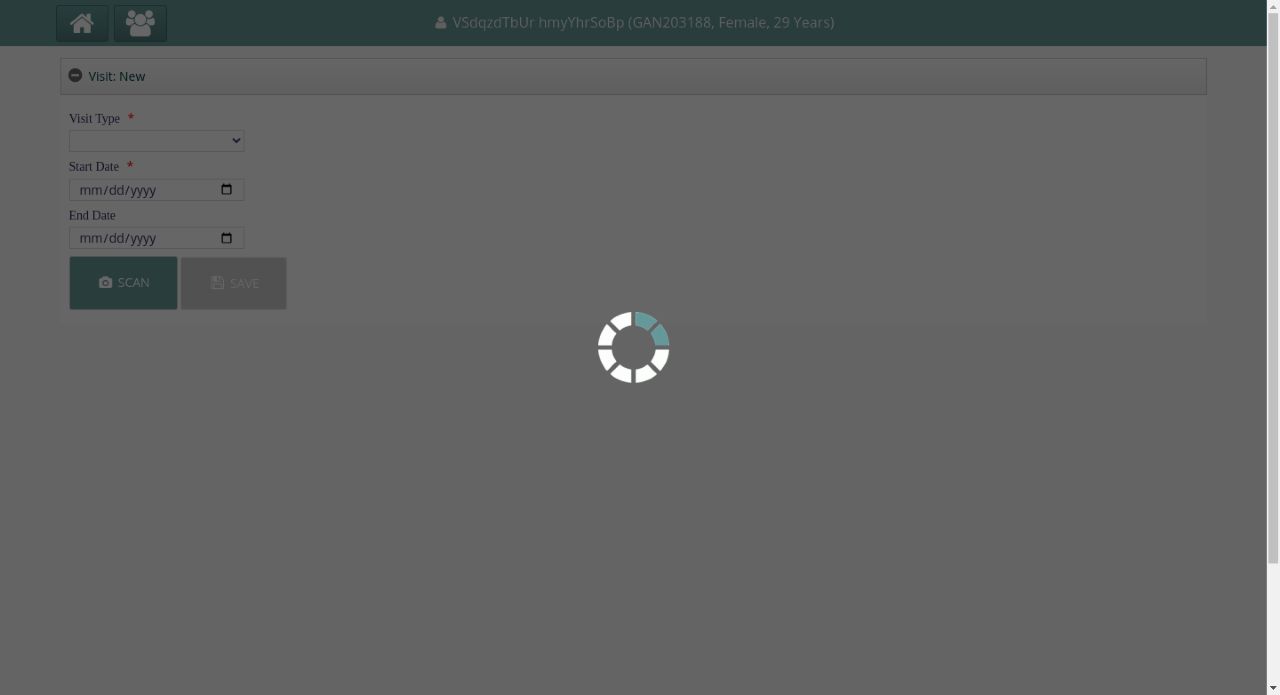 VSdqzdTbUr hmyYhrSoBp (GAN203188, Female, 29 Years)
Visit: New
Visit Type *
Start Date *
mm/dd/yyyy
End Date
mm/dd/yyyy
SCAN SAVE